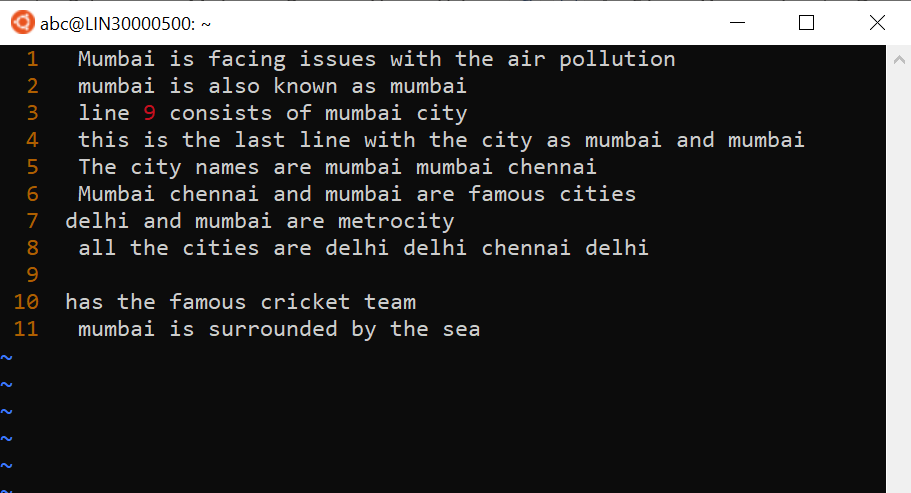 abc@LIN30000500: ~
1 Mumbai is facing issues with the air pollution
2 mumbai is also known as mumbai
3 line 9 consists of mumbai city
4 this is the last line with the city as mumbai and mumbai
5 The city names are mumbai mumbai chennai
6 Mumbai chennai and mumbai are famous cities
7 delhi and mumbai are metrocity
8 all the cities are delhi delhi chennai delhi
9
10 has the famous cricket team
11 mumbai is surrounded by the sea
~
~
~
~
~
~